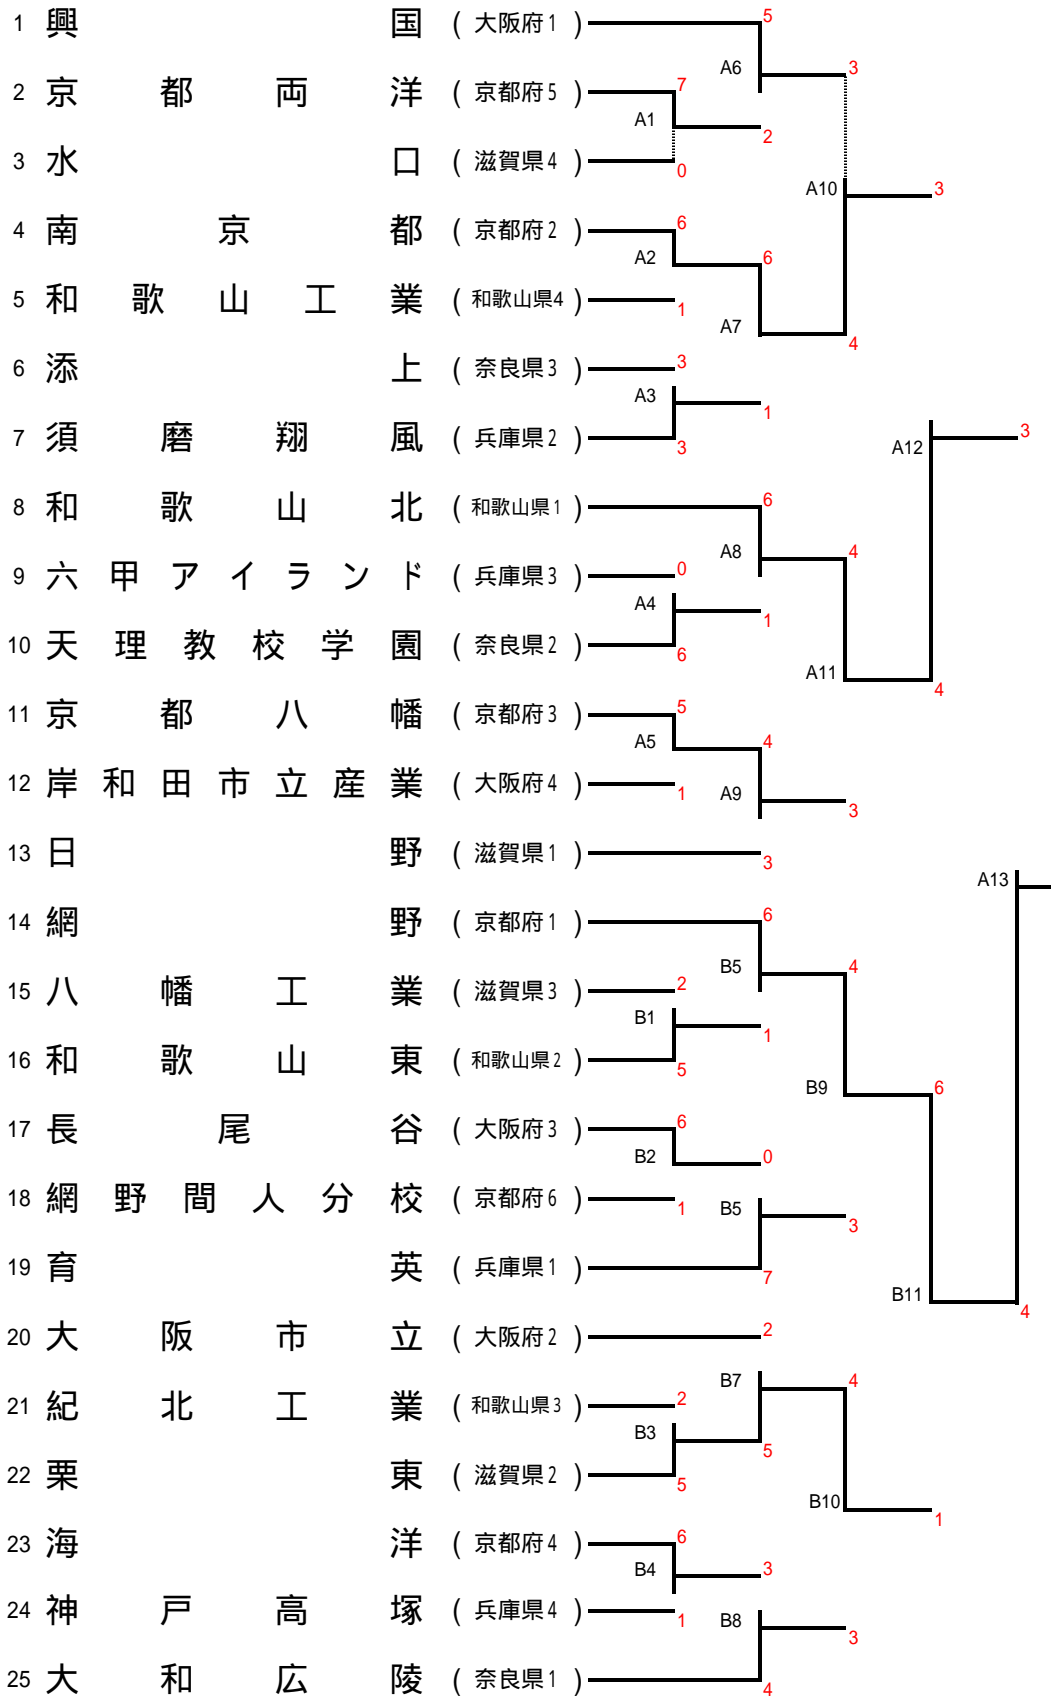 1 興国 ( 大阪府1 ) 5
A6 3
2 京都両洋 ( 京都府5 ) 7
A1 2
3 水口 ( 滋賀県4 ) 0
A10 3
4 南京都 ( 京都府2 ) 6
A2 6
5 和歌山工業 ( 和歌山県4 ) 1
A7 4
6 添上 ( 奈良県3 ) 3
A3 1
7 須磨翔風 ( 兵庫県2 ) 3
A12 3
8 和歌山北 ( 和歌山県1 ) 6
A8 4
9 六甲アイランド ( 兵庫県3 ) 0
A4 1
10 天理教校学園 ( 奈良県2 ) 6
A11 4
11 京都八幡 ( 京都府3 ) 5
A5 4
12 岸和田市立産業 ( 大阪府4 ) 1
A9 3
13 日野 ( 滋賀県1 ) 3
A13
14 網野 ( 京都府1 ) 6
B5 4
15 八幡工業 ( 滋賀県3 ) 2
B1 1
16 和歌山東 ( 和歌山県2 ) 5
B9 6
17 長尾谷 ( 大阪府3 ) 6
B2 0
18 網野間人分校 ( 京都府6 ) 1
B5 3
19 育英 ( 兵庫県1 ) 7
B11 4
20 大阪市立 ( 大阪府2 ) 2
B7 4
21 紀北工業 ( 和歌山県3 ) 2
B3 5
22 栗東 ( 滋賀県2 ) 5
B10 1
23 海洋 ( 京都府4 ) 6
B4 3
24 神戸高塚 ( 兵庫県4 ) 1
B8 3
25 大和広陵 ( 奈良県1 ) 4